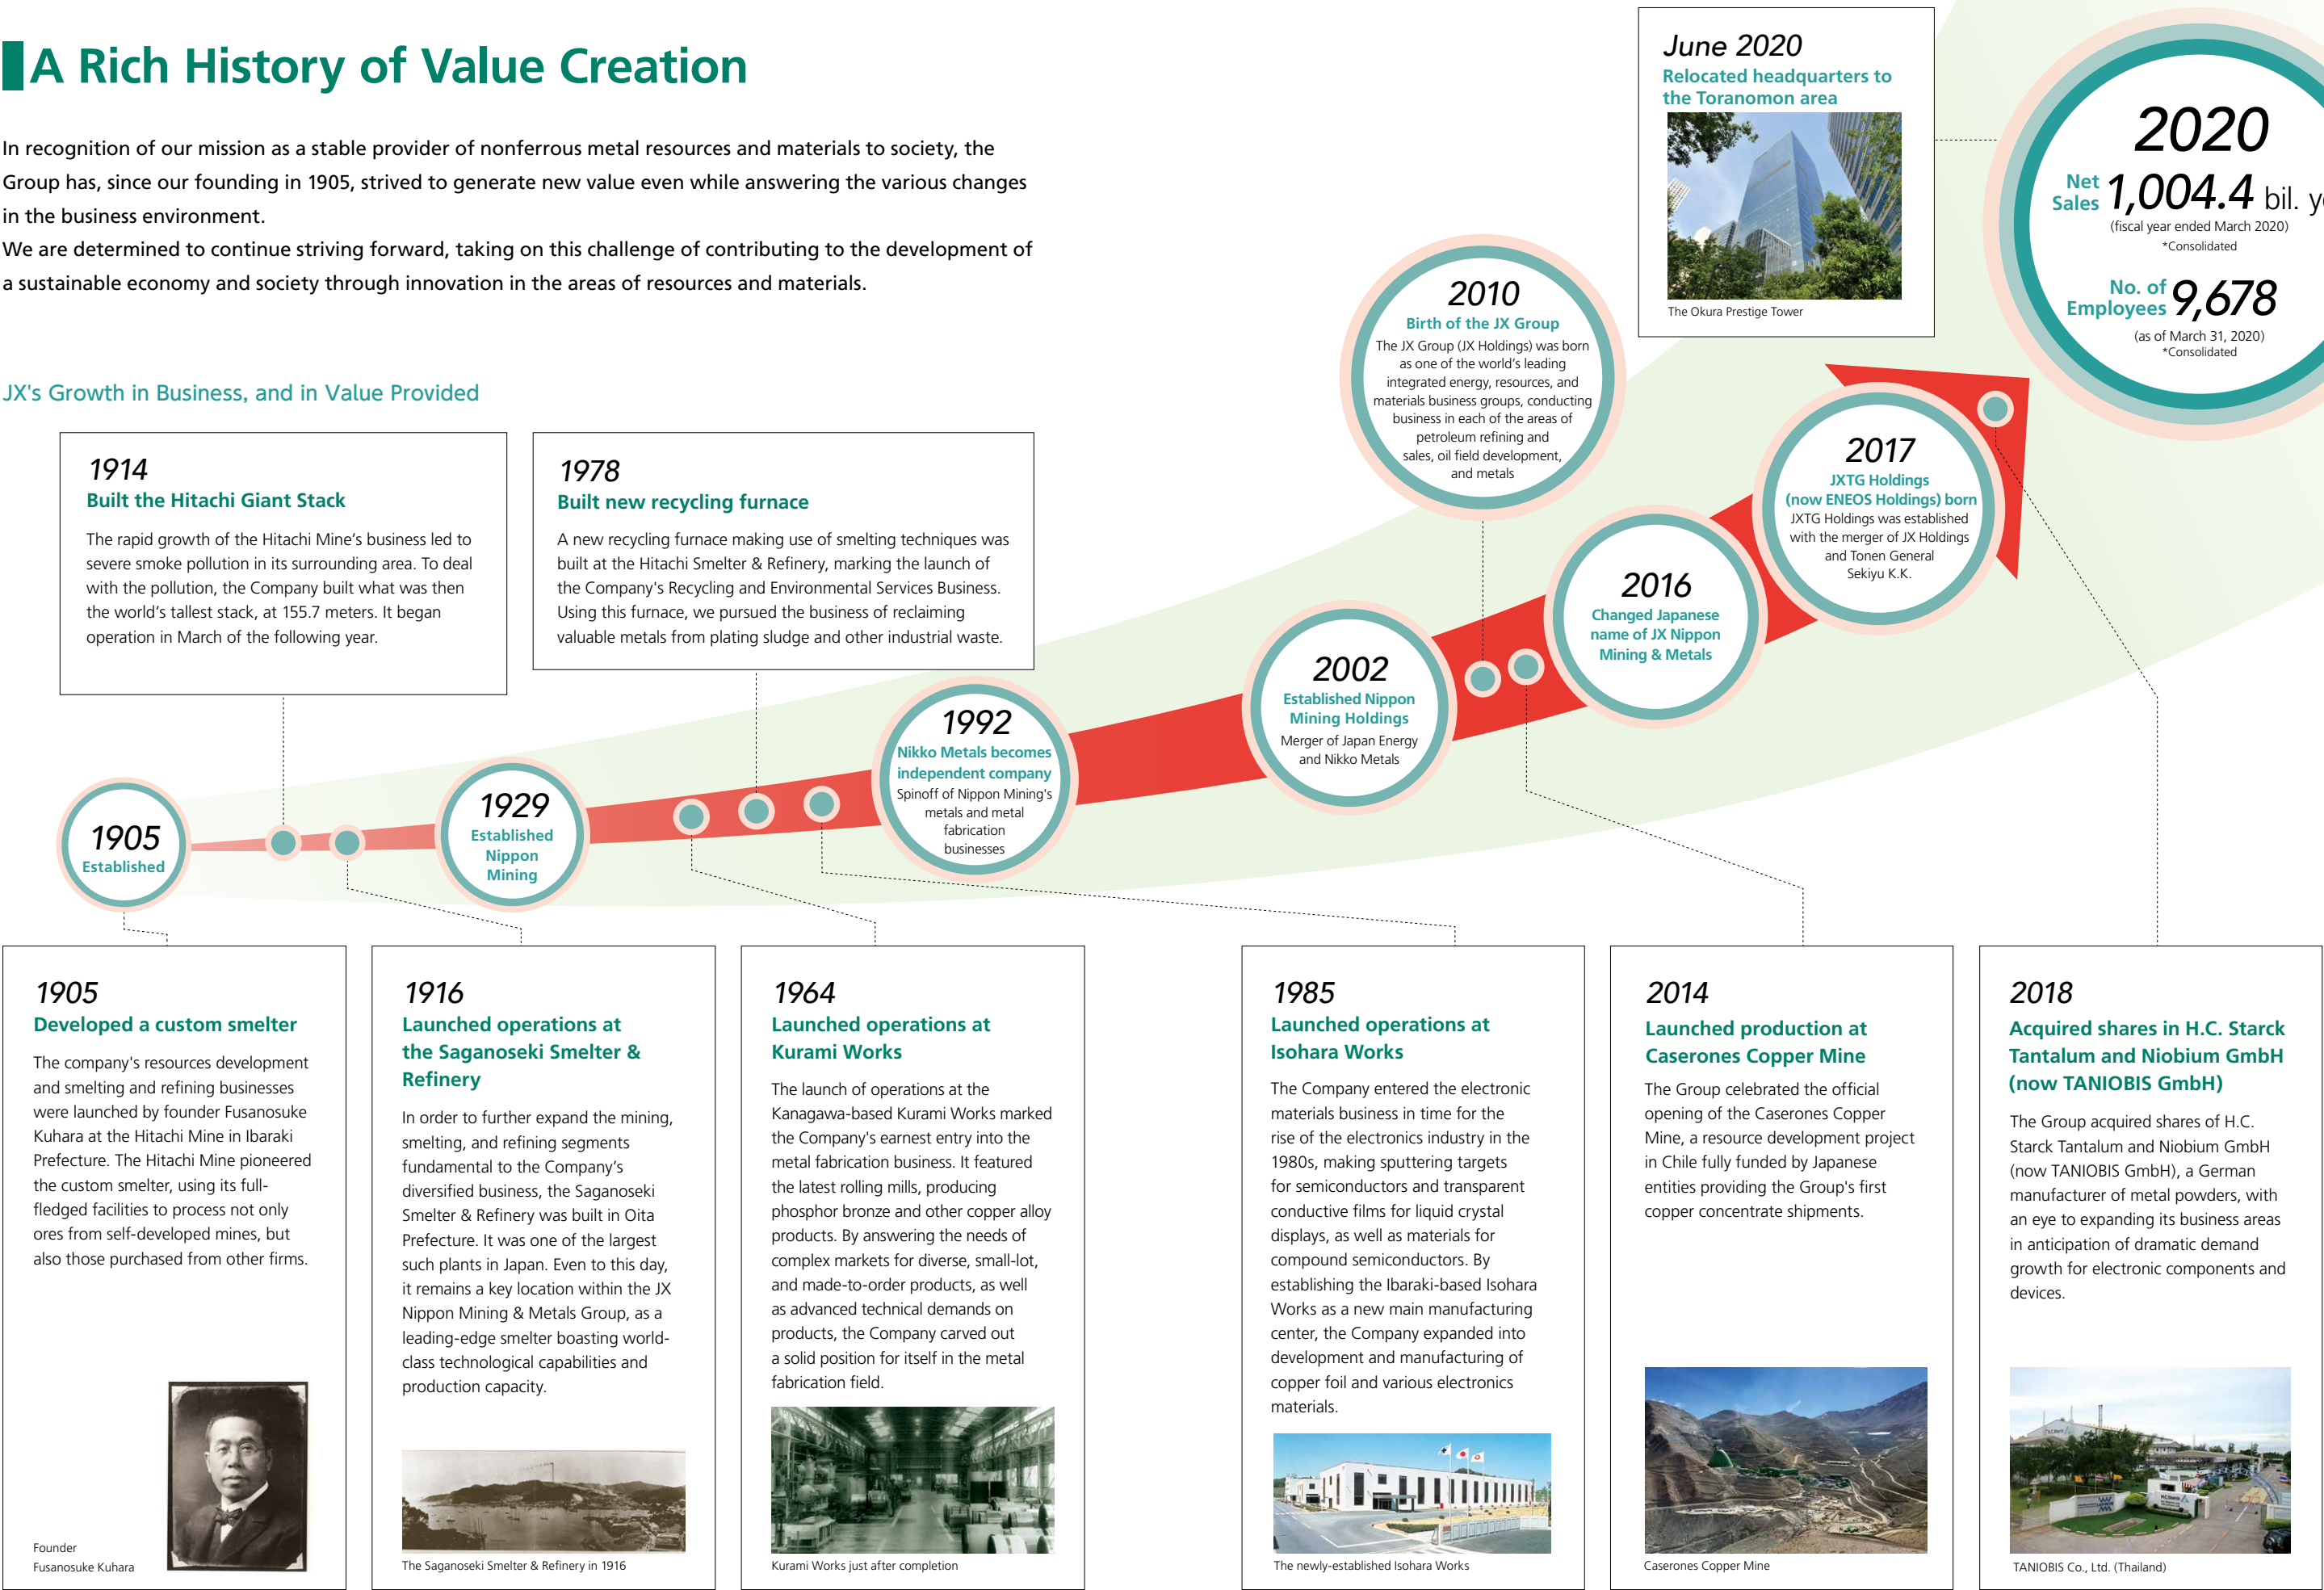 A Rich History of Value Creation
In recognition of our mission as a stable provider of nonferrous metal resources and materials to society, the
Group has, since our founding in 1905, strived to generate new value even while answering the various changes
in the business environment.
We are determined to continue striving forward, taking on this challenge of contributing to the development of
a sustainable economy and society through innovation in the areas of resources and materials.
JX's Growth in Business, and in Value Provided
1914
Built the Hitachi Giant Stack
The rapid growth of the Hitachi Mine's business led to
severe smoke pollution in its surrounding area. To deal
with the pollution, the Company built what was then
the world's tallest stack, at 155.7 meters. It began
operation in March of the following year.
1978
Built new recycling furnace
A new recycling furnace making use of smelting techniques was
built at the Hitachi Smelter & Refinery, marking the launch of
the Company's Recycling and Environmental Services Business.
Using this furnace, we pursued the business of reclaiming
valuable metals from plating sludge and other industrial waste.
June 2020
Relocated headquarters to
the Toranomon area
The Okura Prestige Tower
2020
Net
Sales 1,004.4 bil.
(fiscal year ended March 2020)
*Consolidated
No. of
Employees 9,678
(as of March 31, 2020)
*Consolidated
1905
Established
1929
Established
Nippon
Mining
1992
Nikko Metals becomes
independent company
Spinoff of Nippon Mining's
metals and metal
fabrication
businesses
2002
Established Nippon
Mining Holdings
Merger of Japan Energy
and Nikko Metals
2010
Birth of the JX Group
The JX Group (JX Holdings) was born
as one of the world's leading
integrated energy, resources, and
materials business groups, conducting
business in each of the areas of
petroleum refining and
sales, oil field development,
and metals
2016
Changed Japanese
name of JX Nippon
Mining & Metals
2017
JXTG Holdings
(now ENEOS Holdings) born
JXTG Holdings was established
with the merger of JX Holdings
and Tonen General
Sekiyu K.K.
1905
Developed a custom smelter
The company's resources development
and smelting and refining businesses
were launched by founder Fusanosuke
Kuhara at the Hitachi Mine in Ibaraki
Prefecture. The Hitachi Mine pioneered
the custom smelter, using its full-
fledged facilities to process not only
ores from self-developed mines, but
also those purchased from other firms.
Founder
Fusanosuke Kuhara
1916
Launched operations at
the Saganoseki Smelter &
Refinery
In order to further expand the mining,
smelting, and refining segments
fundamental to the Company's
diversified business, the Saganoseki
Smelter & Refinery was built in Oita
Prefecture. It was one of the largest
such plants in Japan. Even to this day,
it remains a key location within the JX
Nippon Mining & Metals Group, as a
leading-edge smelter boasting world-
class technological capabilities and
production capacity.
The Saganoseki Smelter & Refinery in 1916
1964
Launched operations at
Kurami Works
The launch of operations at the
Kanagawa-based Kurami Works marked
the Company's earnest entry into the
metal fabrication business. It featured
the latest rolling mills, producing
phosphor bronze and other copper alloy
products. By answering the needs of
complex markets for diverse, small-lot,
and made-to-order products, as well
as advanced technical demands on
products, the Company carved out
a solid position for itself in the metal
fabrication field.
Kurami Works just after completion
1985
Launched operations at
Isohara Works
The Company entered the electronic
materials business in time for the
rise of the electronics industry in the
1980s, making sputtering targets
for semiconductors and transparent
conductive films for liquid crystal
displays, as well as materials for
compound semiconductors. By
establishing the Ibaraki-based Isohara
Works as a new main manufacturing
center, the Company expanded into
development and manufacturing of
copper foil and various electronics
materials.
The newly-established Isohara Works
2014
Launched production at
Caserones Copper Mine
The Group celebrated the official
opening of the Caserones Copper
Mine, a resource development project
in Chile fully funded by Japanese
entities providing the Group's first
copper concentrate shipments.
Caserones Copper Mine
2018
Acquired shares in H.C. Starck
Tantalum and Niobium GmbH
(now TANIOBIS GmbH)
The Group acquired shares of H.C.
Starck Tantalum and Niobium GmbH
(now TANIOBIS GmbH), a German
manufacturer of metal powders, with
an eye to expanding its business areas
in anticipation of dramatic demand
growth for electronic components and
devices.
TANIOBIS Co., Ltd. (Thailand)